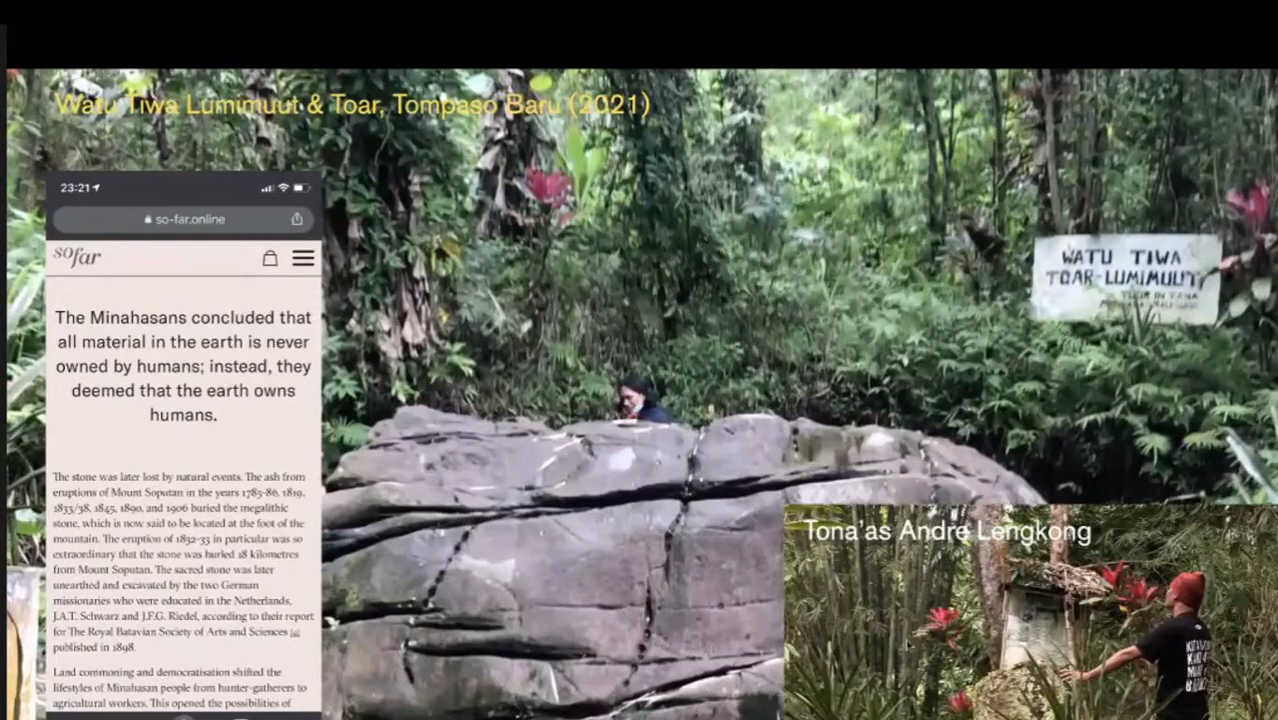 Watu Tiwa Lumimuut & Toar, Tompaso Baru (2021)
23:21
so-far.online
so far
The Minahasans concluded that
all material in the earth is never
owned by humans; instead, they
deemed that the earth owns
humans.
The stone was later lost by natural events. The ash from
eruptions of Mount Soputan in the years 1785-86, 1819,
1833/38, 1845, 1890, and 1906 buried the megalithic
stone, which is now said to be located at the foot of the
mountain. The eruption of 1832-33 in particular was so
extraordinary that the stone was hurled 18 kilometres
from Mount Soputan. The sacred stone was later
unearthed and excavated by the two German
missionaries who were educated in the Netherlands,
J.A.T. Schwarz and J.F.G. Riedel, according to their report
for The Royal Batavian Society of Arts and Sciences
published in 1898.
Land commoning and democratisation shifted the
lifestyles of Minahasan people from hunter-gatherers to
agricultural workers. This opened the possibilities of
WATU TIWA
TOAR-LUMIMUUT
Tona'as Andre Lengkong